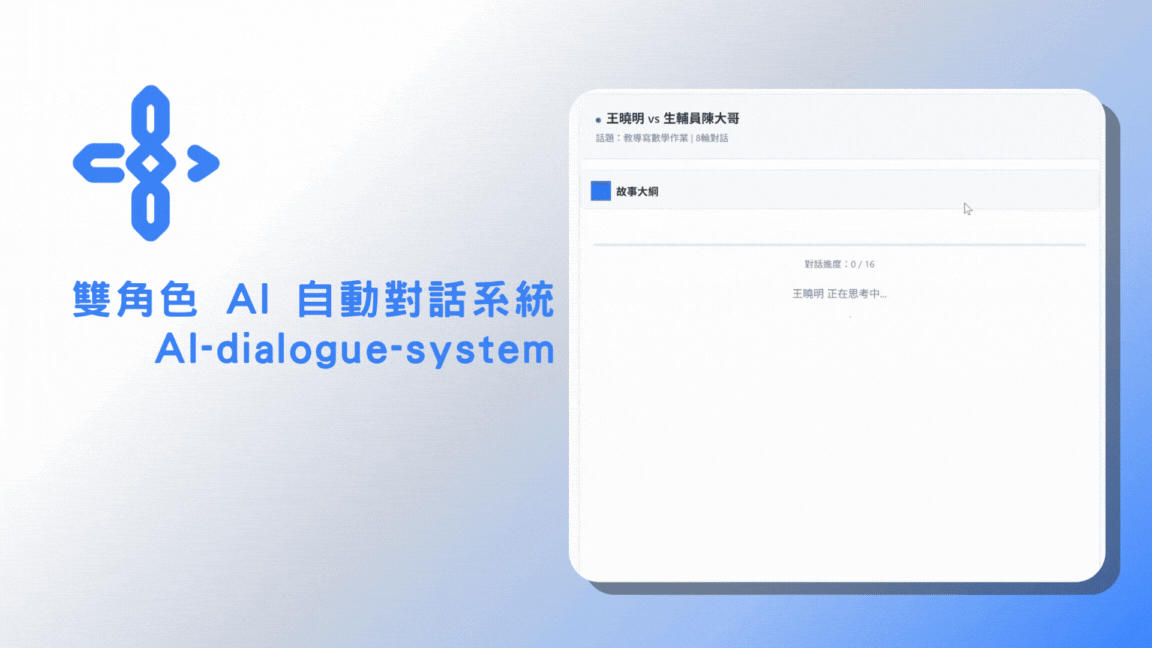 雙角色 AI 自動對話系統
AI-dialogue-system
王曉明 vs 生輔員陳大哥
話題：教導寫數學作業 | 8輪對話
故事大綱
對話進度：0 / 16
王曉明 正在思考中...